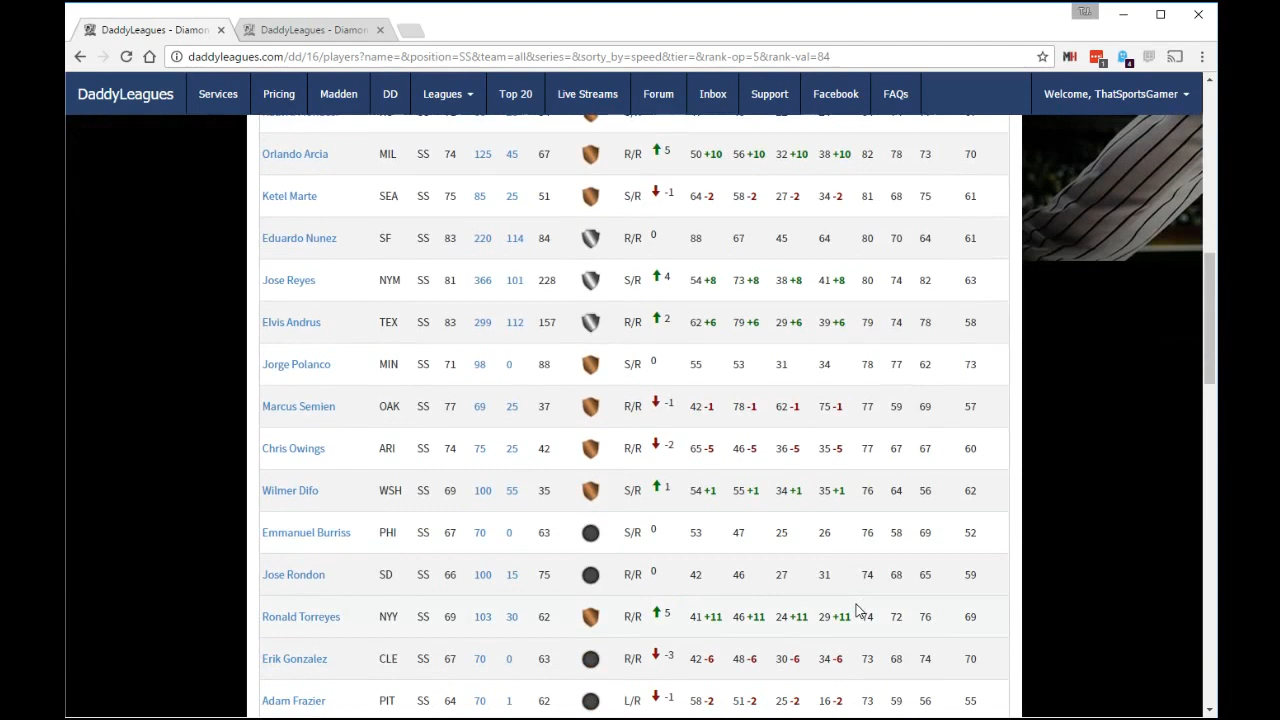 DaddyLeagues - Diamon
DaddyLeagues - Diamon
daddyleagues.com/dd/16/players?name=&position=SS&team=all&series=&sorty_by=speed&tier=&rank-op=5&rank-val=84
DaddyLeagues Services Pricing Madden DD Leagues Top 20 Live Streams Forum Inbox Support Facebook FAQs Welcome, ThatSportsGamer
Orlando Arcia MIL SS 74 125 45 67 R/R 5 50 +10 56 +10 32 +10 38 +10 82 78 73 70
Ketel Marte SEA SS 75 85 25 51 S/R -1 64 -2 58 -2 27 -2 34 -2 81 68 75 61
Eduardo Nunez SF SS 83 220 114 84 R/R 0 88 67 45 64 80 70 64 61
Jose Reyes NYM SS 81 366 101 228 S/R 4 54 +8 73 +8 38 +8 41 +8 80 74 82 63
Elvis Andrus TEX SS 83 299 112 157 R/R 2 62 +6 79 +6 29 +6 39 +6 79 74 78 58
Jorge Polanco MIN SS 71 98 0 88 S/R 0 55 53 31 34 78 77 62 73
Marcus Semien OAK SS 77 69 25 37 R/R -1 42 -1 78 -1 62 -1 75 -1 77 59 69 57
Chris Owings ARI SS 74 75 25 42 R/R -2 65 -5 46 -5 36 -5 35 -5 77 67 67 60
Wilmer Difo WSH SS 69 100 55 35 S/R 1 54 +1 55 +1 34 +1 35 +1 76 64 56 62
Emmanuel Burriss PHI SS 67 70 0 63 S/R 0 53 47 25 26 76 58 69 52
Jose Rondon SD SS 66 100 15 75 R/R 0 42 46 27 31 74 68 65 59
Ronald Torreyes NYY SS 69 103 30 62 R/R 5 41 +11 46 +11 24 +11 29 +11 74 72 76 69
Erik Gonzalez CLE SS 67 70 0 63 R/R -3 42 -6 48 -6 30 -6 34 -6 73 68 74 70
Adam Frazier PIT SS 64 70 1 62 L/R -1 58 -2 51 -2 25 -2 16 -2 73 59 56 55